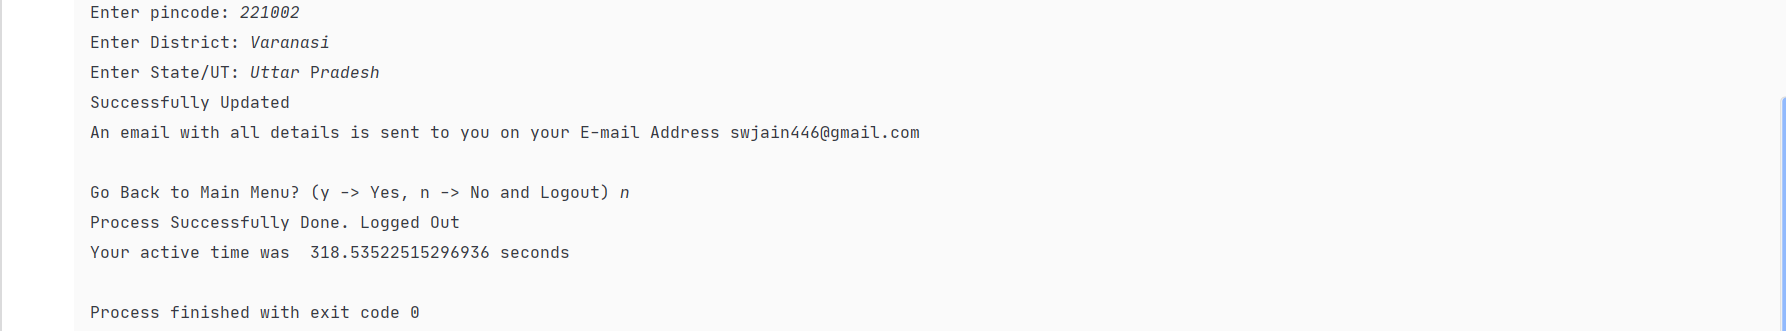 Enter pincode: 221002
Enter District: Varanasi
Enter State/UT: Uttar Pradesh
Successfully Updated
An email with all details is sent to you on your E-mail Address swjain446@gmail.com
Go Back to Main Menu? (y -> Yes, n -> No and Logout) n
Process Successfully Done. Logged Out
Your active time was  318.53522515296936 seconds
Process finished with exit code 0